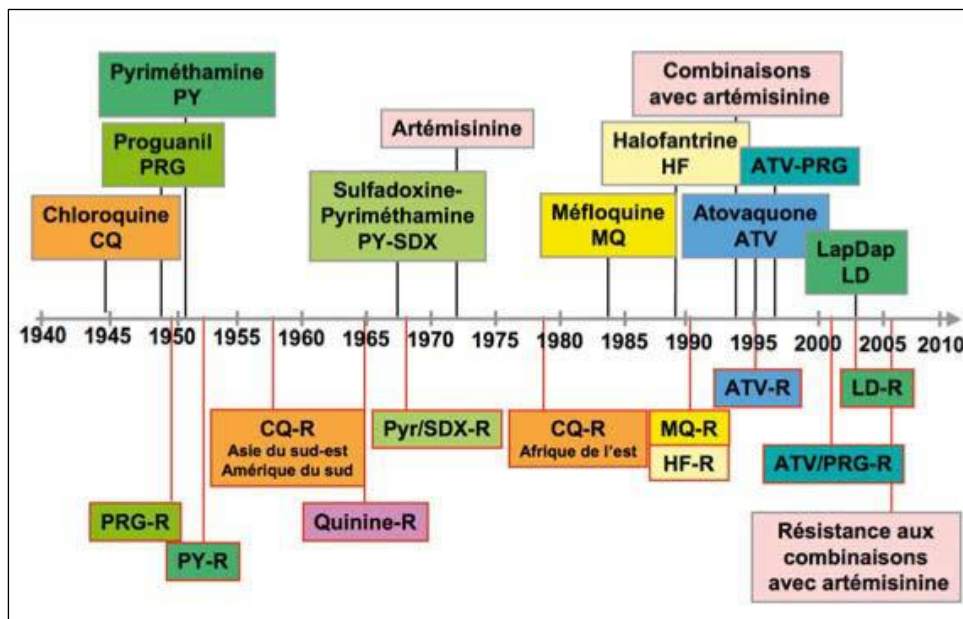 Pyriméthamine
PY
Combinaisons
avec artémisinine
Proguanil
PRG
Artémisinine
Halofantrine
HF
ATV-PRG
Chloroquine
CQ
Sulfadoxine-
Pyriméthamine
PY-SDX
Méfloquine
MQ
Atovaquone
ATV
LapDap
LD
1940 1945 1950 1955 1960 1965 1970 1975 1980 1985 1990 1995 2000 2005 2010
ATV-R
LD-R
CQ-R
Asie du sud-est
Amérique du sud
Pyr/SDX-R
CQ-R
Afrique de l'est
MQ-R
HF-R
ATV/PRG-R
PRG-R
Quinine-R
PY-R
Résistance aux
combinaisons
avec artémisinine